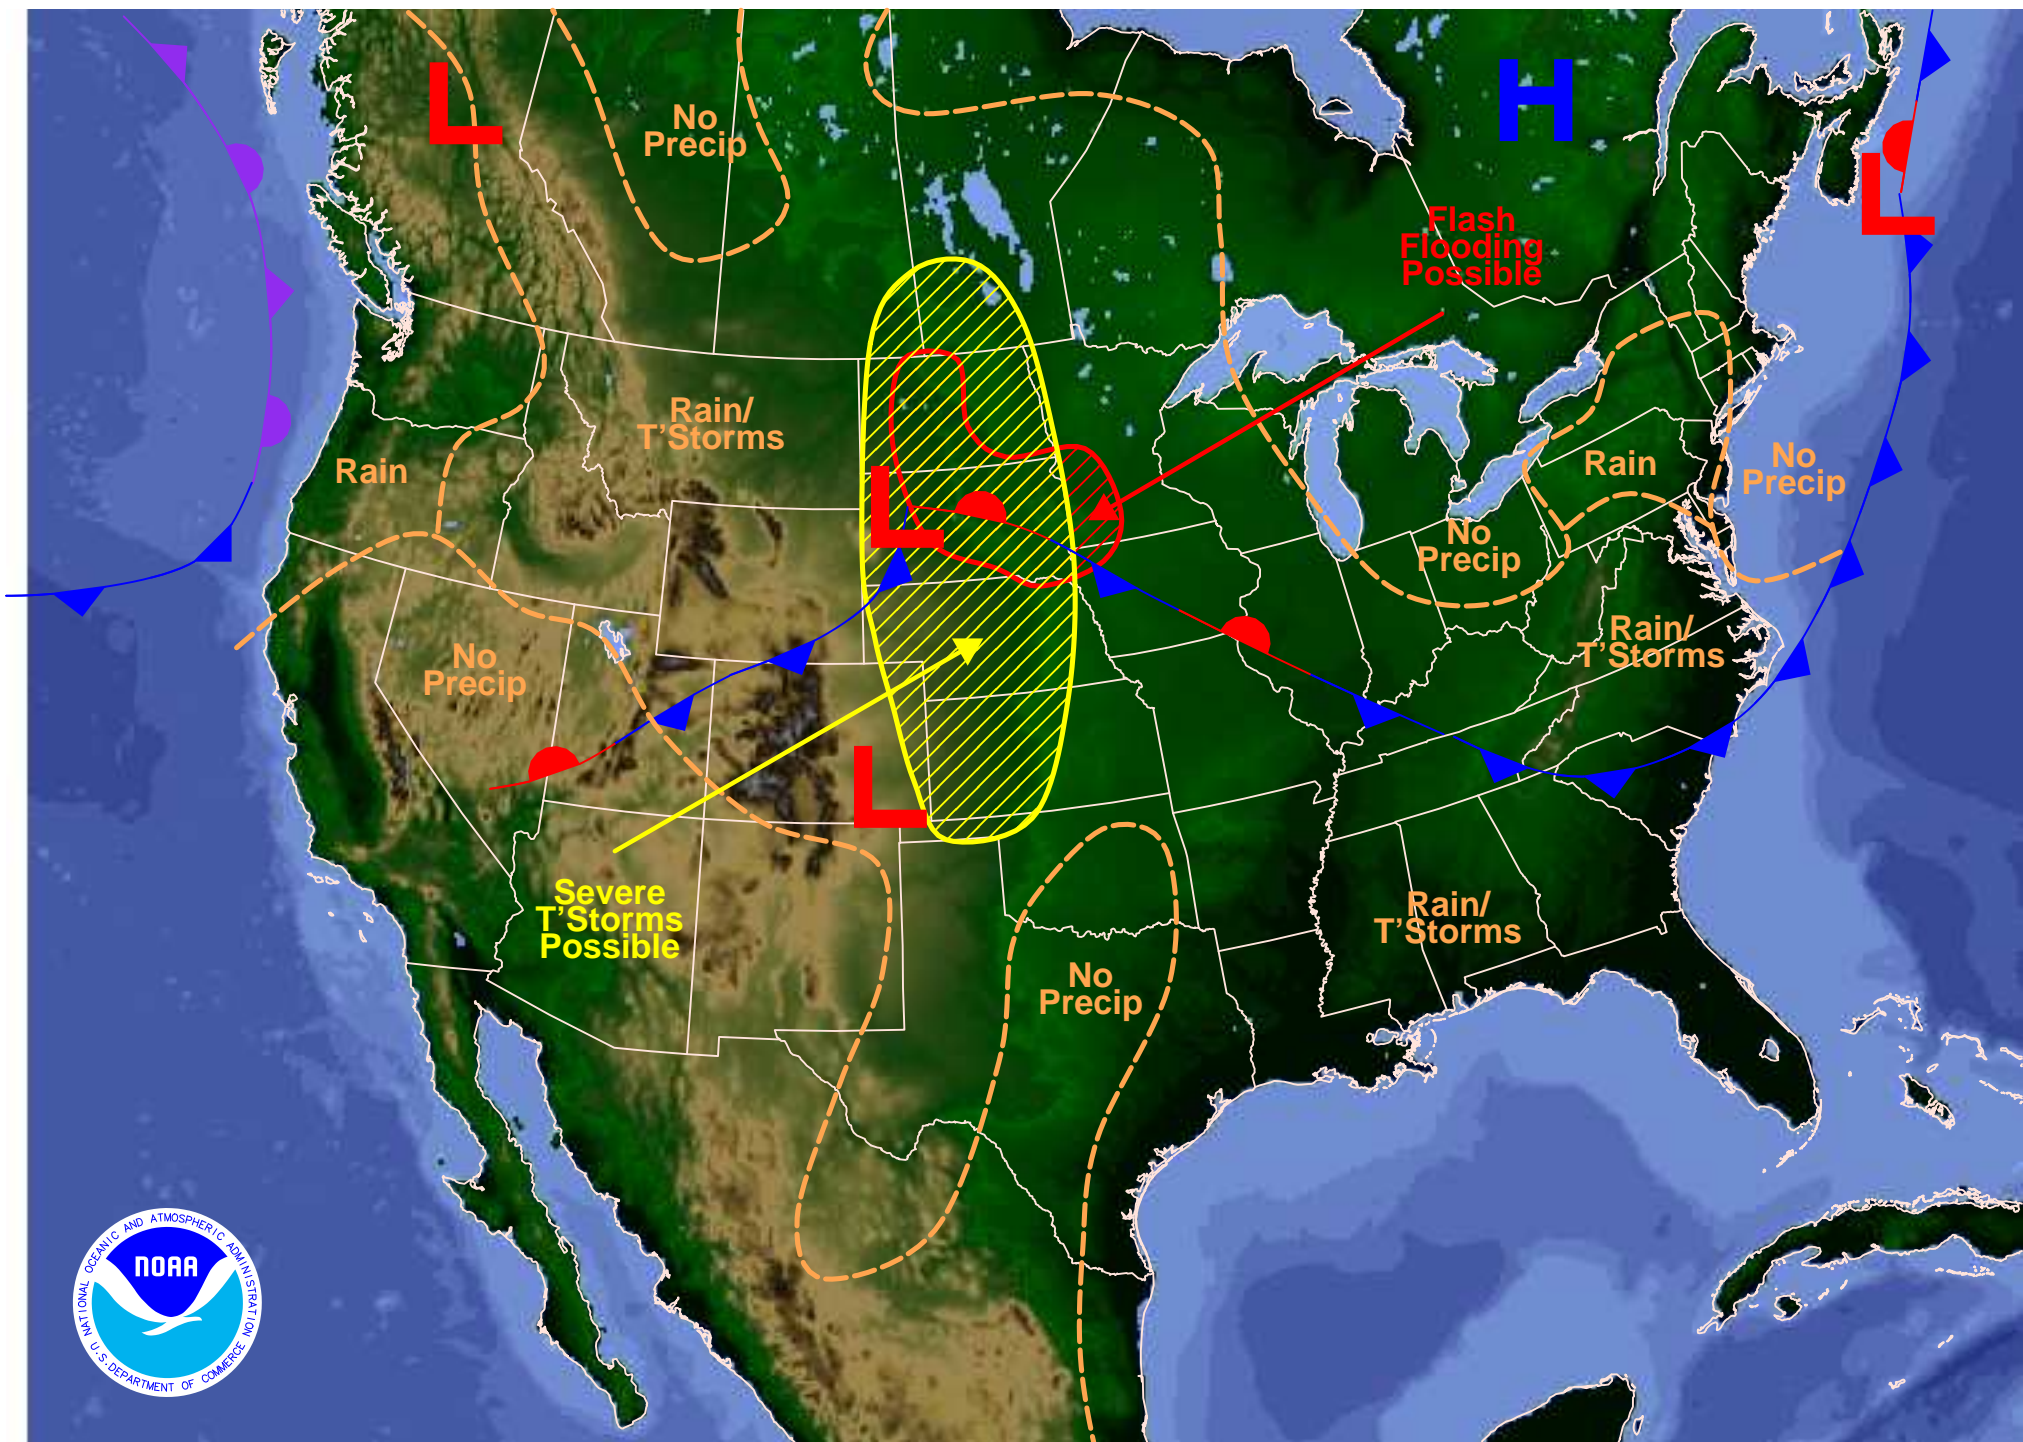 L
No
Precip
H
L
Flash
Flooding
Possible
Rain/
T'Storms
Rain
L
Rain
No
Precip
No
Precip
No
Precip
Rain/
T'Storms
L
Severe
T'Storms
Possible
Rain/
T'Storms
No
Precip
NATIONAL OCEANIC AND ATMOSPHERIC ADMINISTRATION
NOAA
U.S. DEPARTMENT OF COMMERCE